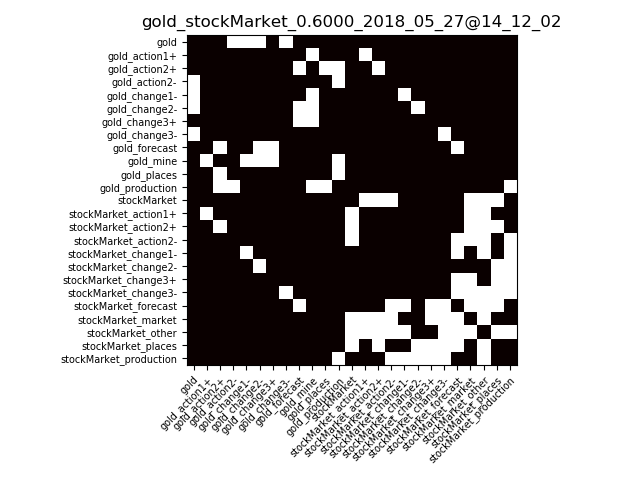 gold_stockMarket_0.6000_2018_05_27@14_12_02
gold
gold_action1+
gold_action2+
gold_action2-
gold_change1-
gold_change2-
gold_change3+
gold_change3-
gold_forecast
gold_mine
gold_places
gold_production
stockMarket
stockMarket_action1+
stockMarket_action2+
stockMarket_action2-
stockMarket_change1-
stockMarket_change2-
stockMarket_change3+
stockMarket_change3-
stockMarket_forecast
stockMarket_market
stockMarket_other
stockMarket_places
stockMarket_production
gold
gold_action1+
gold_action2+
gold_action2-
gold_change1-
gold_change2-
gold_change3+
gold_change3-
gold_forecast
gold_mine
gold_places
gold_production
stockMarket
stockMarket_action1+
stockMarket_action2+
stockMarket_action2-
stockMarket_change1-
stockMarket_change2-
stockMarket_change3+
stockMarket_change3-
stockMarket_forecast
stockMarket_market
stockMarket_other
stockMarket_places
stockMarket_production